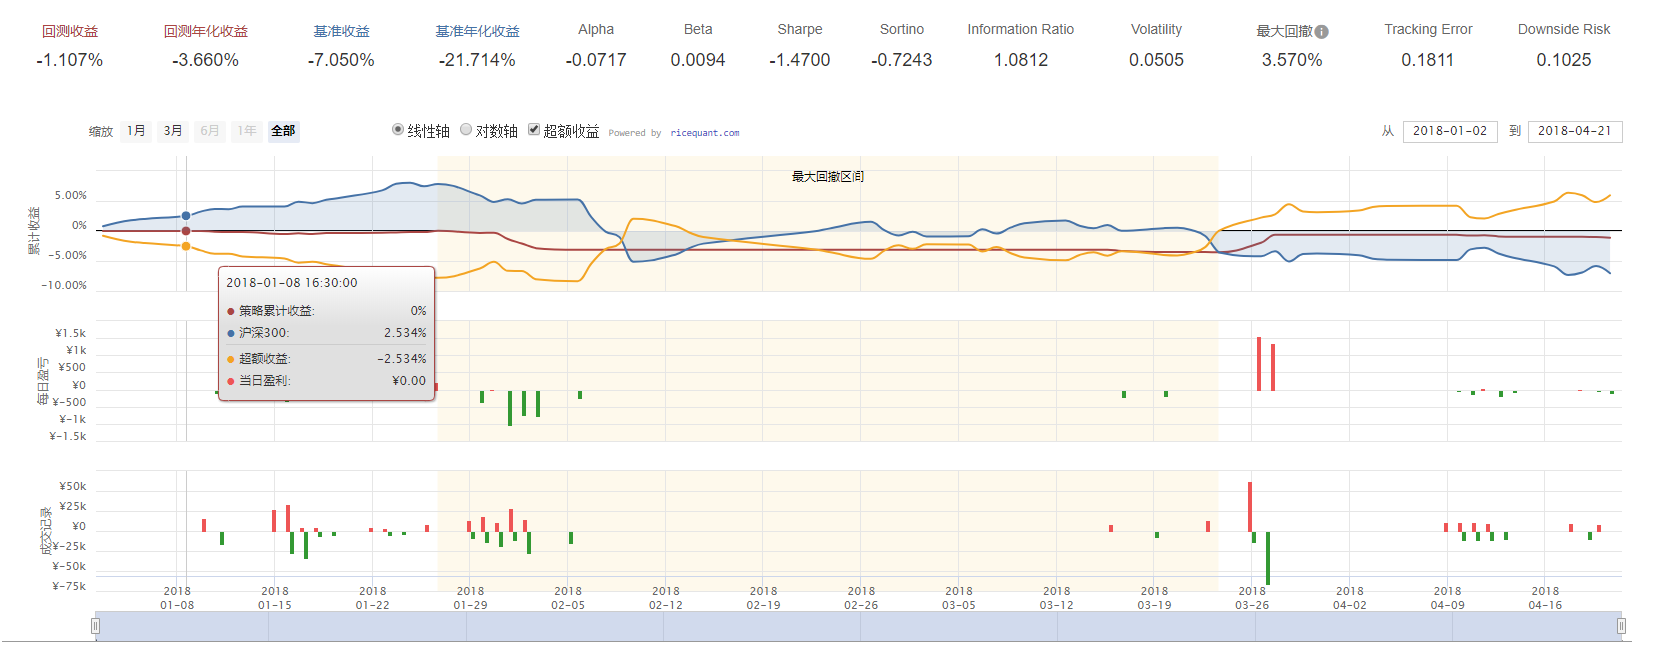 回测收益 回测年化收益 基准收益 基准年化收益 Alpha Beta Sharpe Sortino Information Ratio Volatility 最大回撤 i Tracking Error Downside Risk
-1.107% -3.660% -7.050% -21.714% -0.0717 0.0094 -1.4700 -0.7243 1.0812 0.0505 3.570% 0.1811 0.1025
缩放 1月 3月 6月 1年 全部 线性轴 对数轴 超额收益 Powered by ricequant.com 从 2018-01-02 到 2018-04-21
最大回撤区间
累计收益
5.00%
0%
-5.00%
-10.00%
2018-01-08 16:30:00
策略累计收益: 0%
沪深300: 2.534%
超额收益: -2.534%
当日盈利: ¥0.00
每日盈亏
¥1.5k
¥1k
¥500
¥0
¥-500
¥-1k
¥-1.5k
成交记录
¥50k
¥25k
¥0
¥-25k
¥-50k
¥-75k
2018 2018 2018 2018 2018 2018 2018 2018 2018 2018 2018 2018 2018 2018 2018
01-08 01-15 01-22 01-29 02-05 02-12 02-19 02-26 03-05 03-12 03-19 03-26 04-02 04-09 04-16